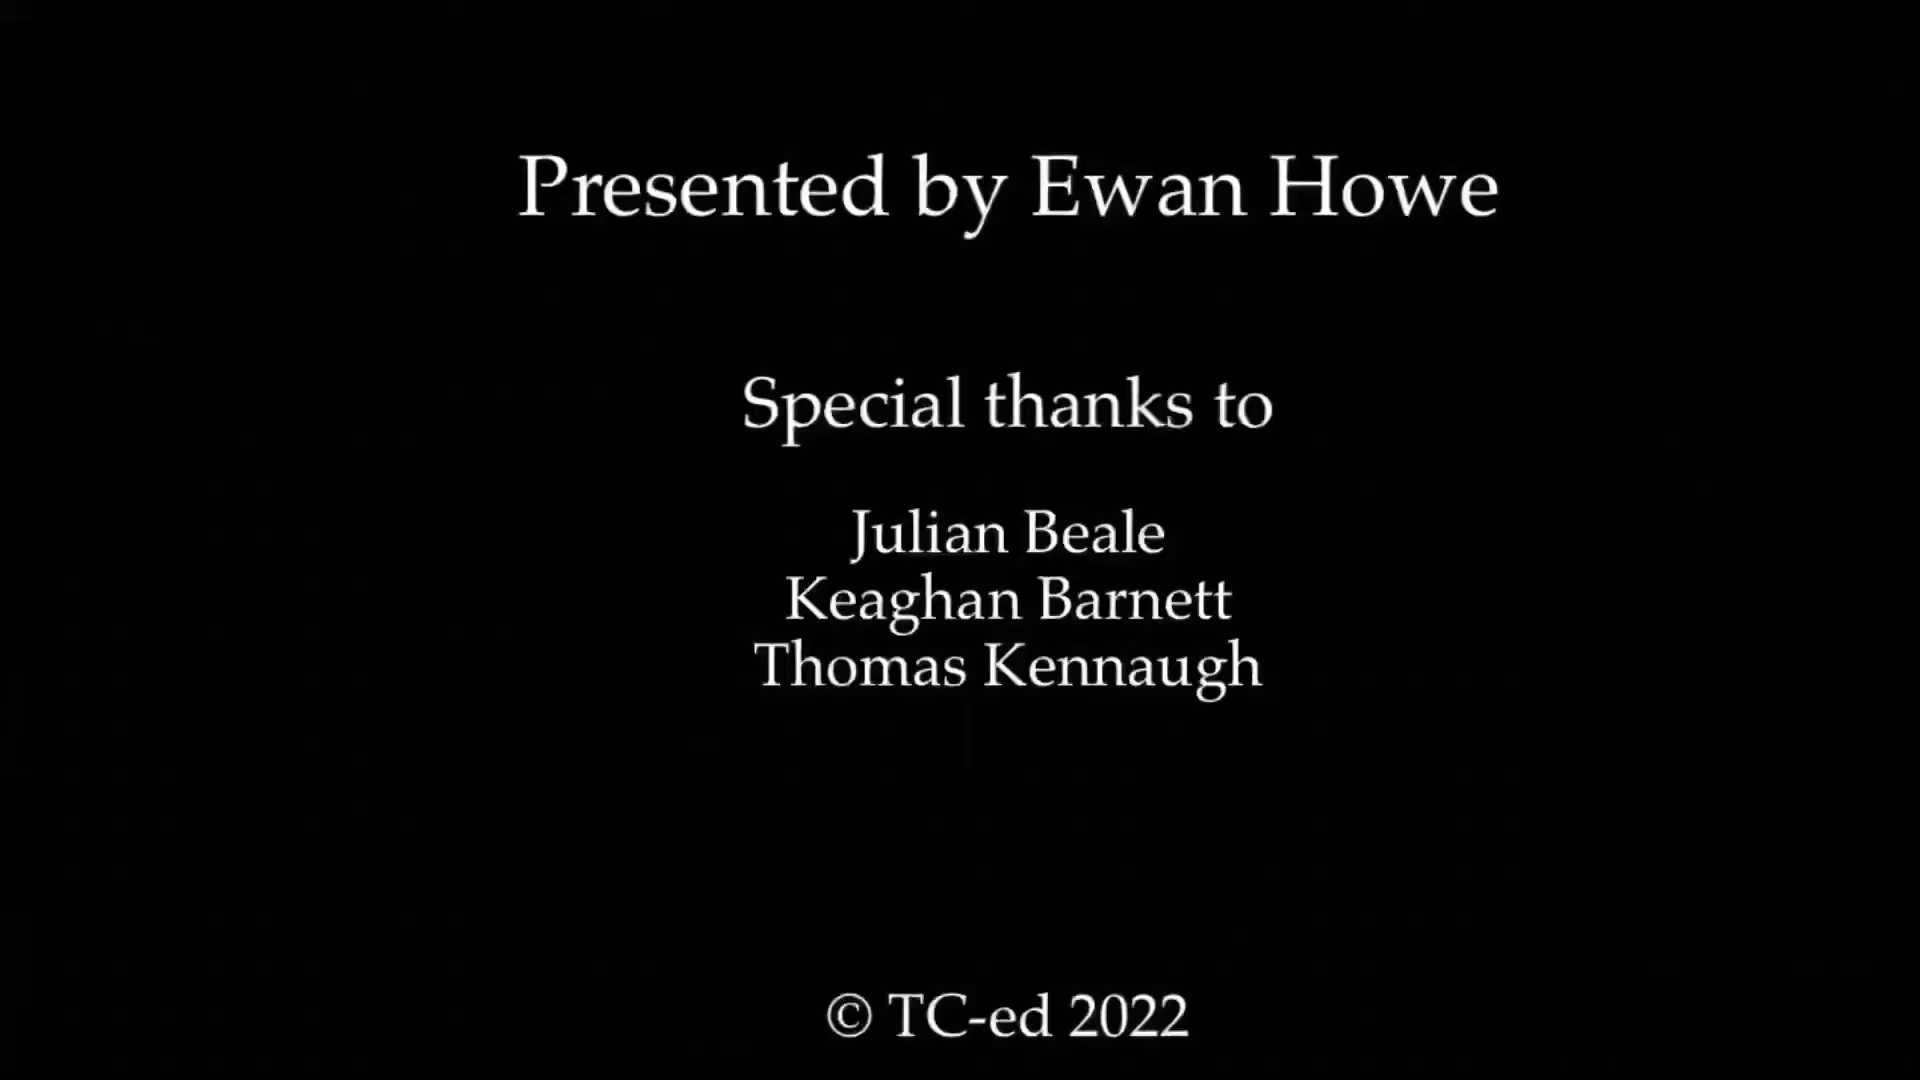 Presented by Ewan Howe
Special thanks to
Julian Beale
Keaghan Barnett
Thomas Kennaugh
© TC-ed 2022